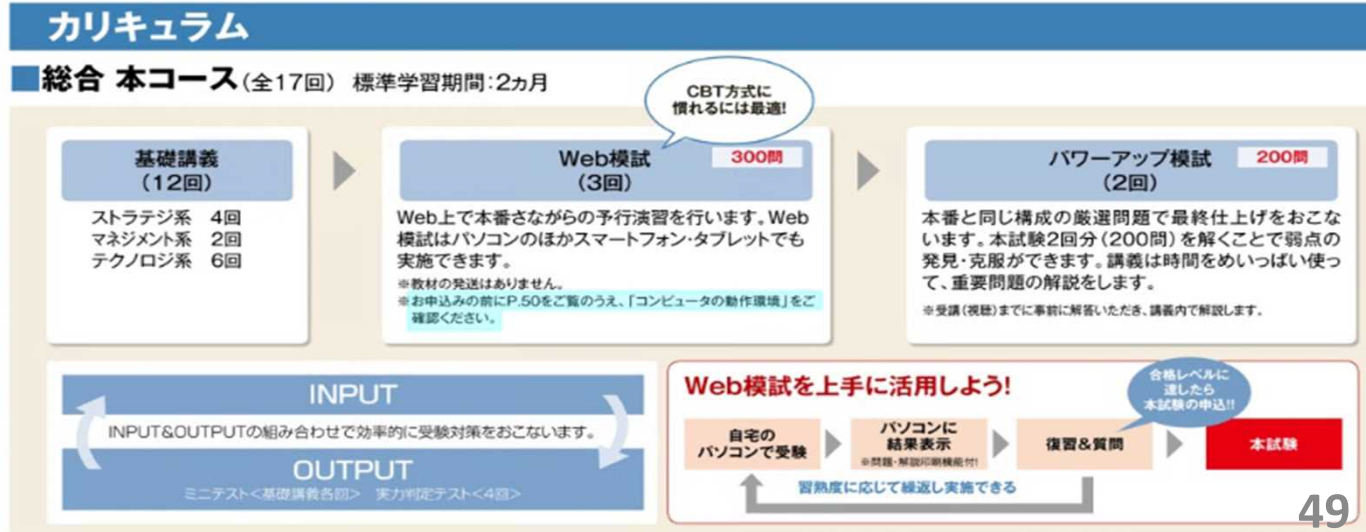 カリキュラム
■総合 本コース(全17回) 標準学習期間:2ヵ月
CBT方式に
慣れるには最適!
基礎講義
(12回)
ストラテジ系 4回
マネジメント系 2回
テクノロジ系 6回
Web模試 300問
(3回)
Web上で本番さながらの予行演習を行います。Web
模試はパソコンのほかスマートフォン・タブレットでも
実施できます。
※教材の発送はありません。
※お申込みの前にP.50をご覧のうえ、「コンピュータの動作環境」をご
確認ください。
パワーアップ模試 200問
(2回)
本番と同じ構成の厳選問題で最終仕上げをおこな
います。本試験2回分(200問)を解くことで弱点の
発見・克服ができます。講義は時間をめいっぱい使っ
て、重要問題の解説をします。
※受講(視聴)までに事前に解答いただき、講義内で解説します。
INPUT
INPUT&OUTPUTの組み合わせで効率的に受験対策をおこないます。
OUTPUT
ミニテスト<基礎講義各回> 実力判定テスト<4回>
Web模試を上手に活用しよう!
合格レベルに
達したら
本試験の申込!!
自宅の
パソコンで受験
パソコンに
結果表示
※問題・解説印刷機能付!
復習&質問
本試験
習熟度に応じて繰返し実施できる
49